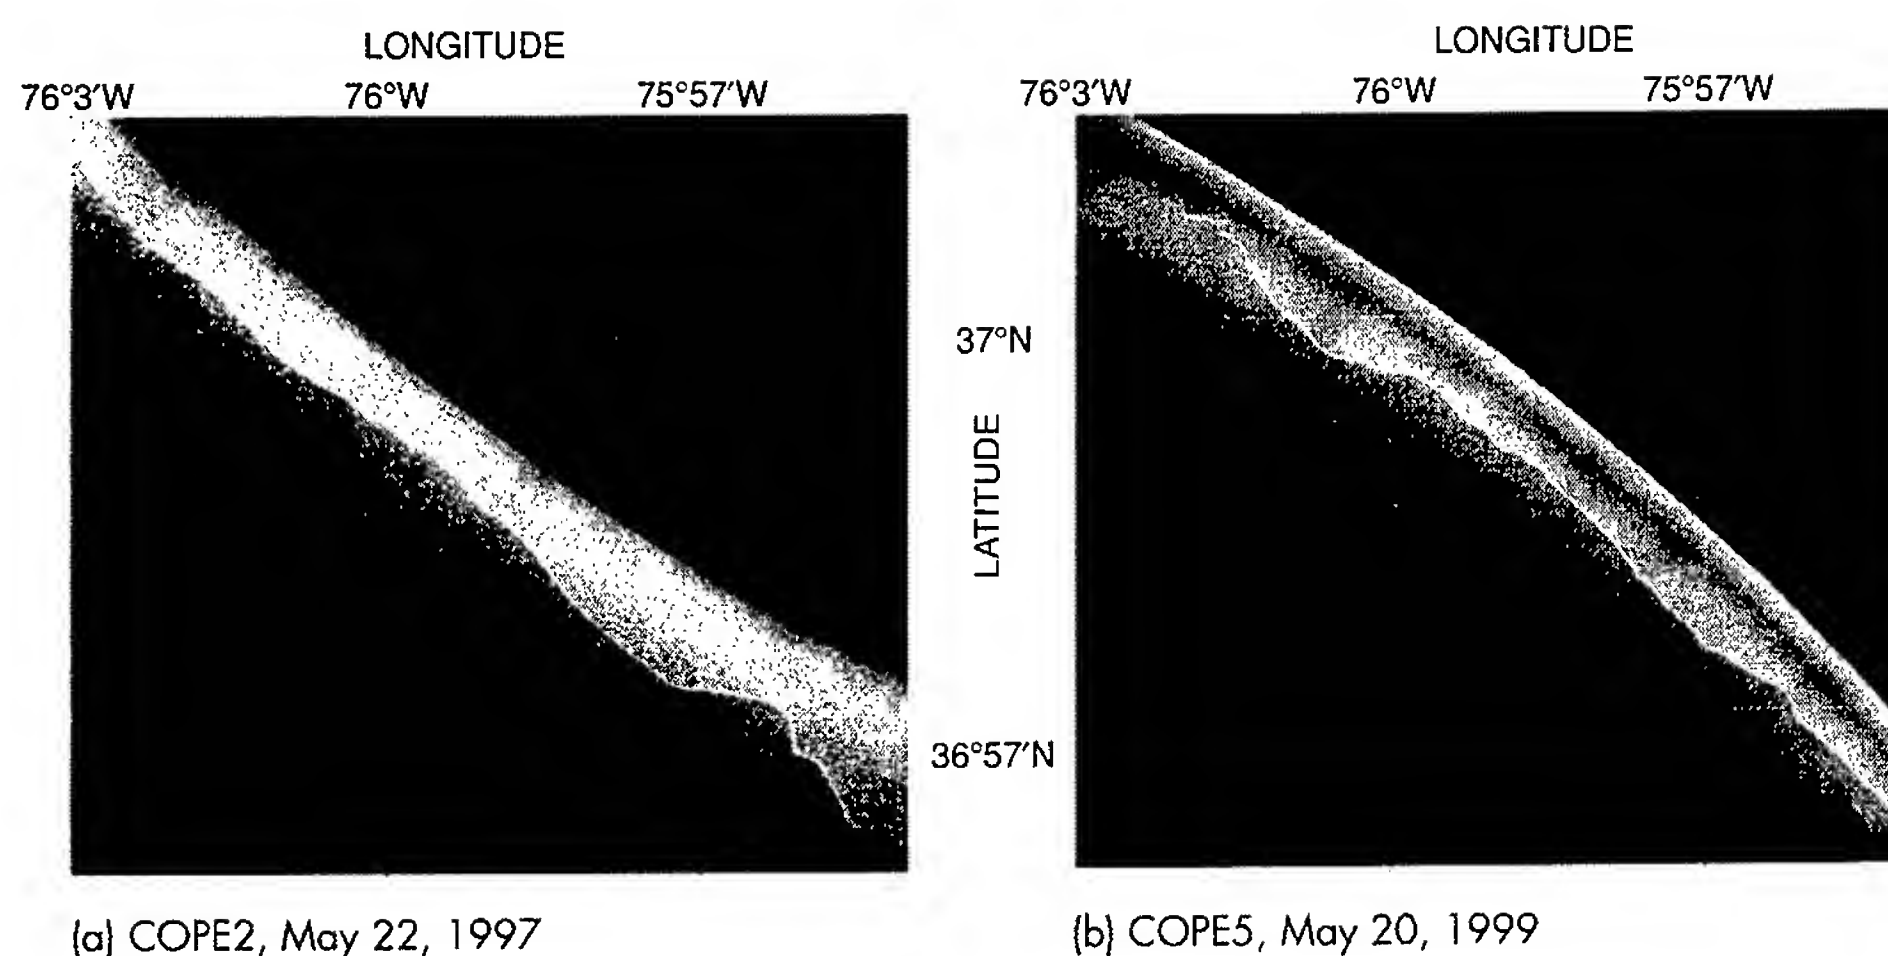 LONGITUDE
76°3′W 76°W 75°57′W
LONGITUDE
76°3′W 76°W 75°57′W
37°N
LATITUDE
36°57′N
(a) COPE2, May 22, 1997
(b) COPE5, May 20, 1999